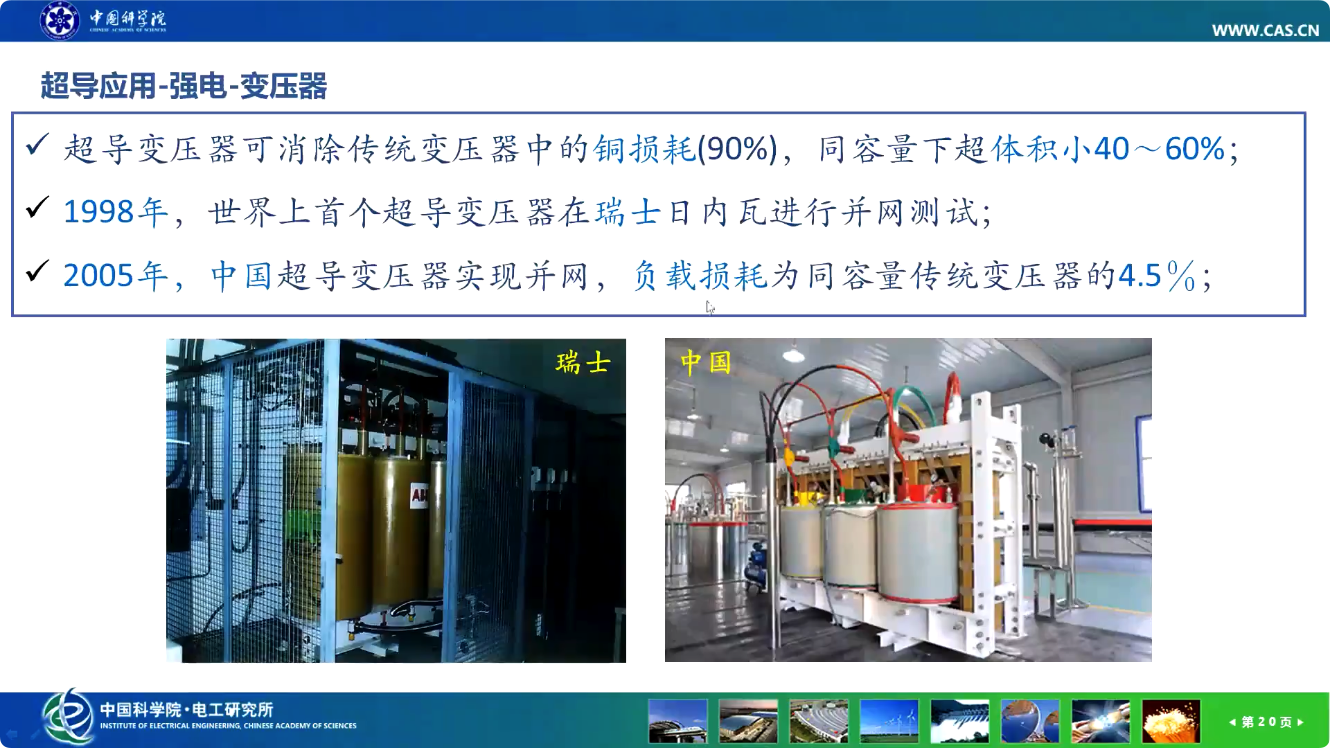 中国科学院
CHINESE ACADEMY OF SCIENCES
WWW.CAS.CN
超导应用-强电-变压器
✓ 超导变压器可消除传统变压器中的铜损耗(90%)，同容量下超体积小40～60%；
✓ 1998年，世界上首个超导变压器在瑞士日内瓦进行并网测试；
✓ 2005年，中国超导变压器实现并网，负载损耗为同容量传统变压器的4.5％；
瑞士
中国
中国科学院·电工研究所
INSTITUTE OF ELECTRICAL ENGINEERING, CHINESE ACADEMY OF SCIENCES
第20页